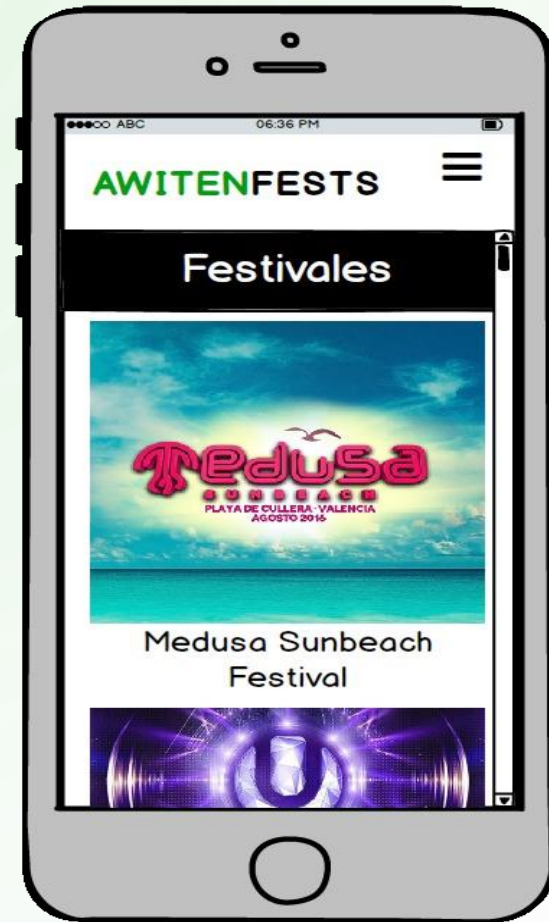 ABC 06:36 PM
AWITENFESTS
Festivales
medusa
SUNBEACH
PLAYA DE CULLERA - VALENCIA
AGOSTO 2016
Medusa Sunbeach
Festival